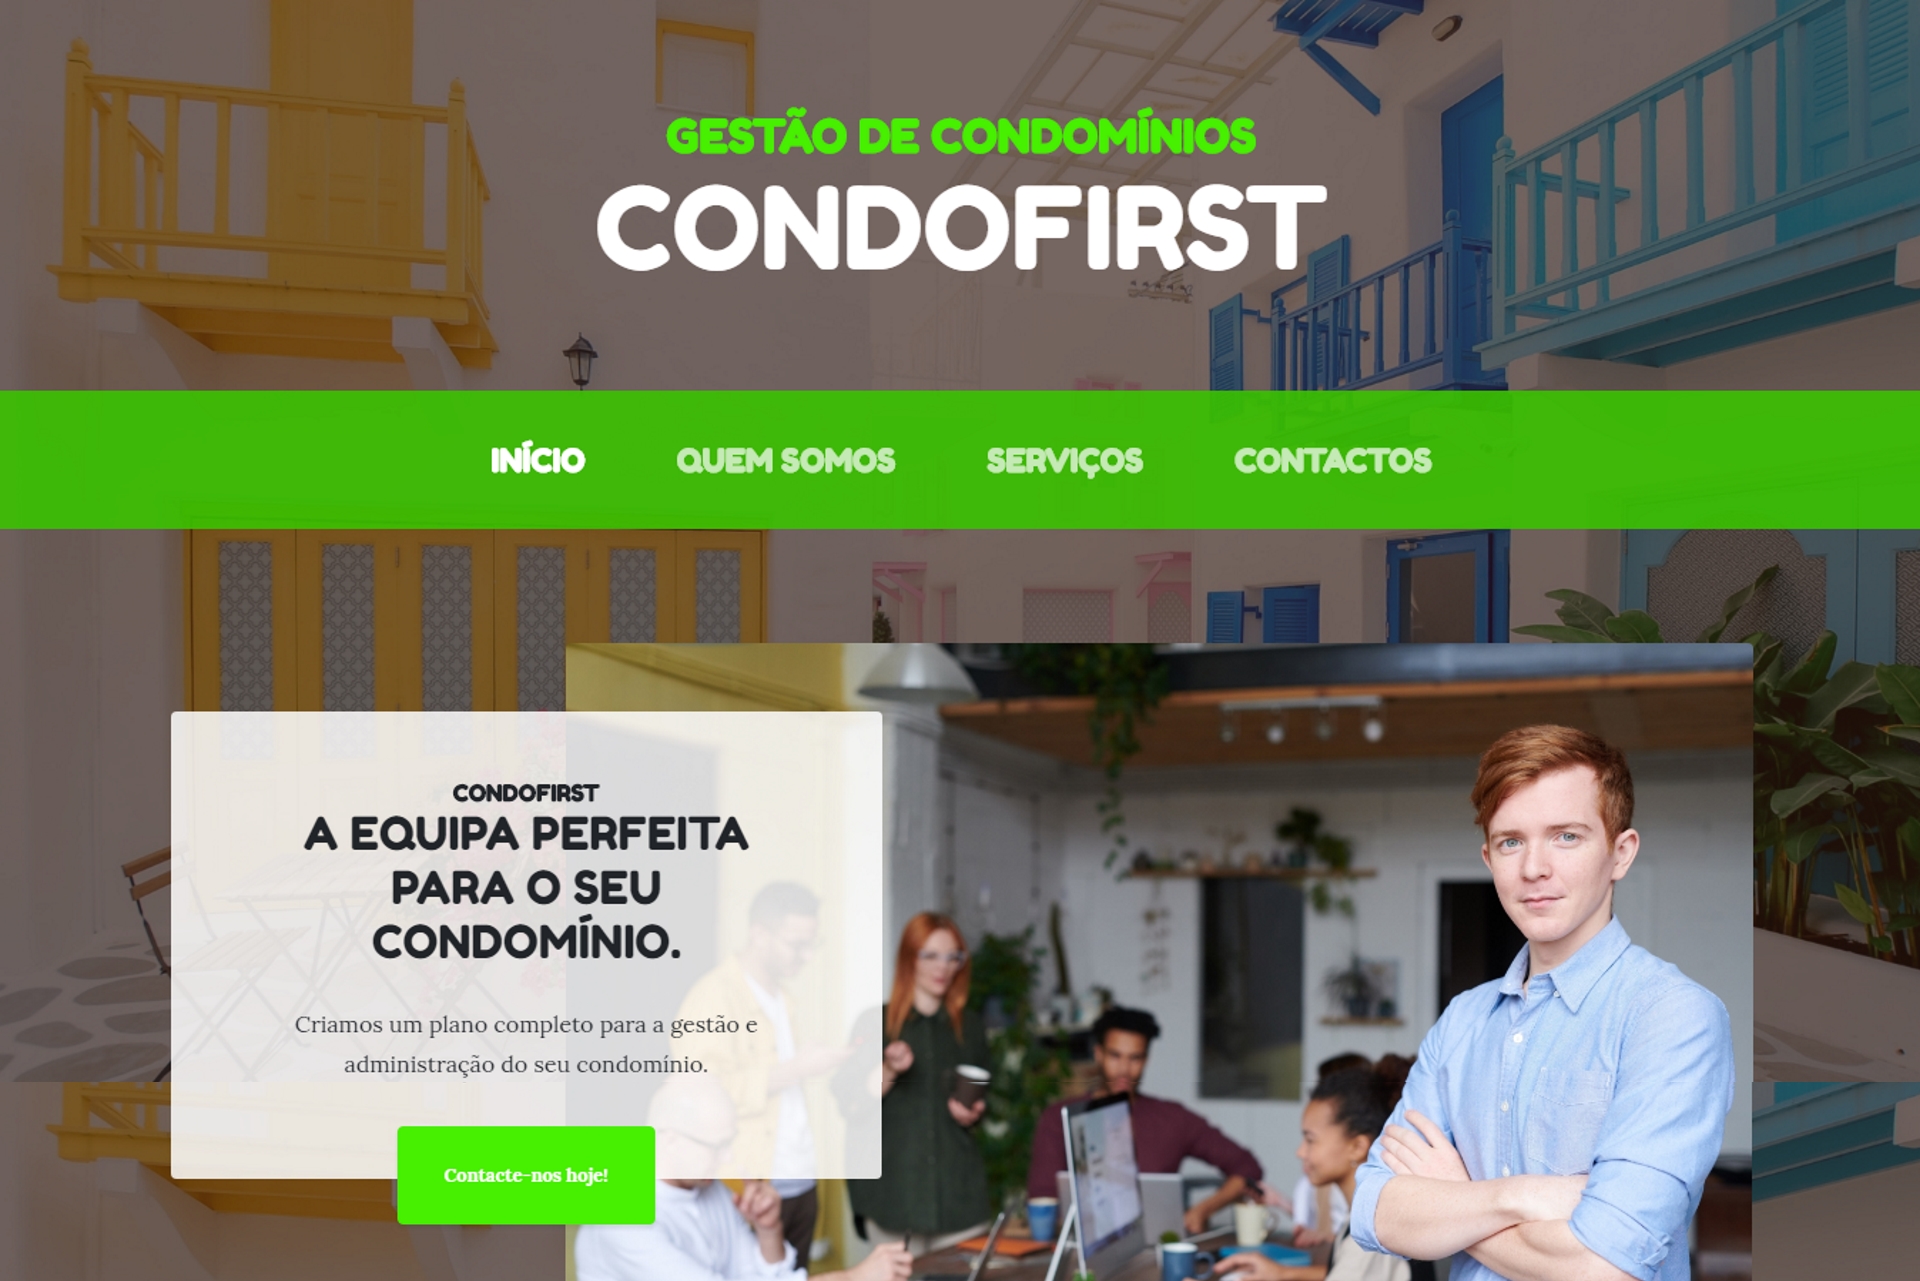 GESTÃO DE CONDOMÍNIOS
CONDOFIRST
INÍCIO QUEM SOMOS SERVIÇOS CONTACTOS
CONDOFIRST
A EQUIPA PERFEITA
PARA O SEU
CONDOMÍNIO.
Criamos um plano completo para a gestão e
administração do seu condomínio.
Contacte-nos hoje!